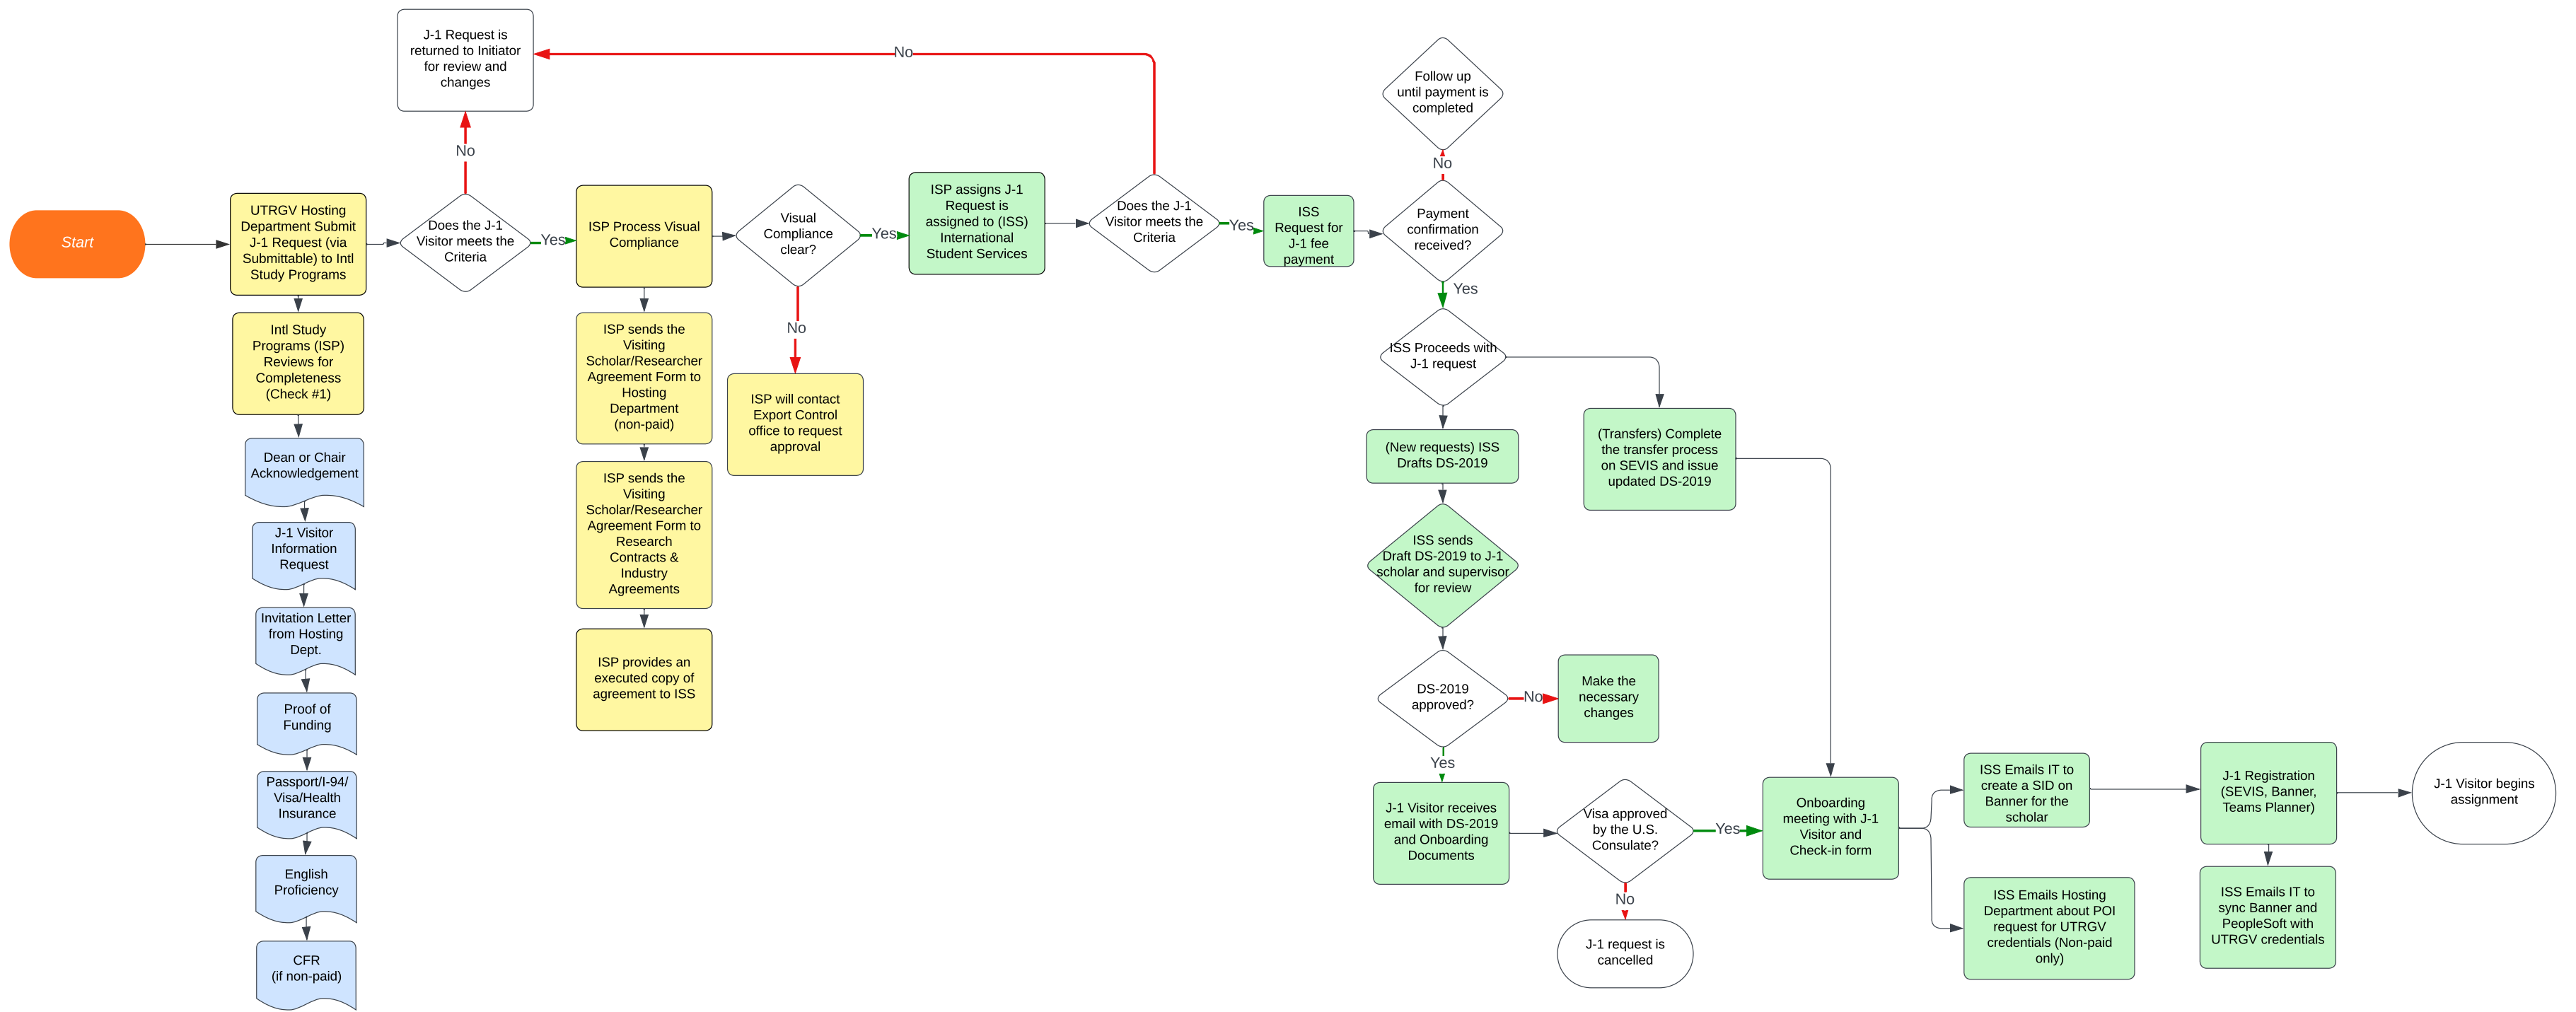 J-1 Request is
returned to Initiator
for review and
changes
No
No
Follow up
until payment is
completed
No
Start
UTRGV Hosting
Department Submit
J-1 Request (via
Submittable) to Intl
Study Programs
Does the J-1
Visitor meets the
Criteria
Yes
ISP Process Visual
Compliance
Visual
Compliance
clear?
Yes
ISP assigns J-1
Request is
assigned to (ISS)
International
Student Services
Does the J-1
Visitor meets the
Criteria
Yes
ISS
Request for
J-1 fee
payment
Payment
confirmation
received?
Yes
Intl Study
Programs (ISP)
Reviews for
Completeness
(Check #1)
ISP sends the
Visiting
Scholar/Researcher
Agreement Form to
Hosting
Department
(non-paid)
No
ISP will contact
Export Control
office to request
approval
ISS Proceeds with
J-1 request
(New requests) ISS
Drafts DS-2019
(Transfers) Complete
the transfer process
on SEVIS and issue
updated DS-2019
Dean or Chair
Acknowledgement
J-1 Visitor
Information
Request
Invitation Letter
from Hosting
Dept.
Proof of
Funding
Passport/I-94/
Visa/Health
Insurance
English
Proficiency
CFR
(if non-paid)
ISP sends the
Visiting
Scholar/Researcher
Agreement Form to
Research
Contracts &
Industry
Agreements
ISP provides an
executed copy of
agreement to ISS
ISS sends
Draft DS-2019 to J-1
scholar and supervisor
for review
DS-2019
approved?
No
Make the
necessary
changes
Yes
J-1 Visitor receives
email with DS-2019
and Onboarding
Documents
Visa approved
by the U.S.
Consulate?
Yes
No
J-1 request is
cancelled
Onboarding
meeting with J-1
Visitor and
Check-in form
ISS Emails IT to
create a SID on
Banner for the
scholar
ISS Emails Hosting
Department about POI
request for UTRGV
credentials (Non-paid
only)
J-1 Registration
(SEVIS, Banner,
Teams Planner)
ISS Emails IT to
sync Banner and
PeopleSoft with
UTRGV credentials
J-1 Visitor begins
assignment